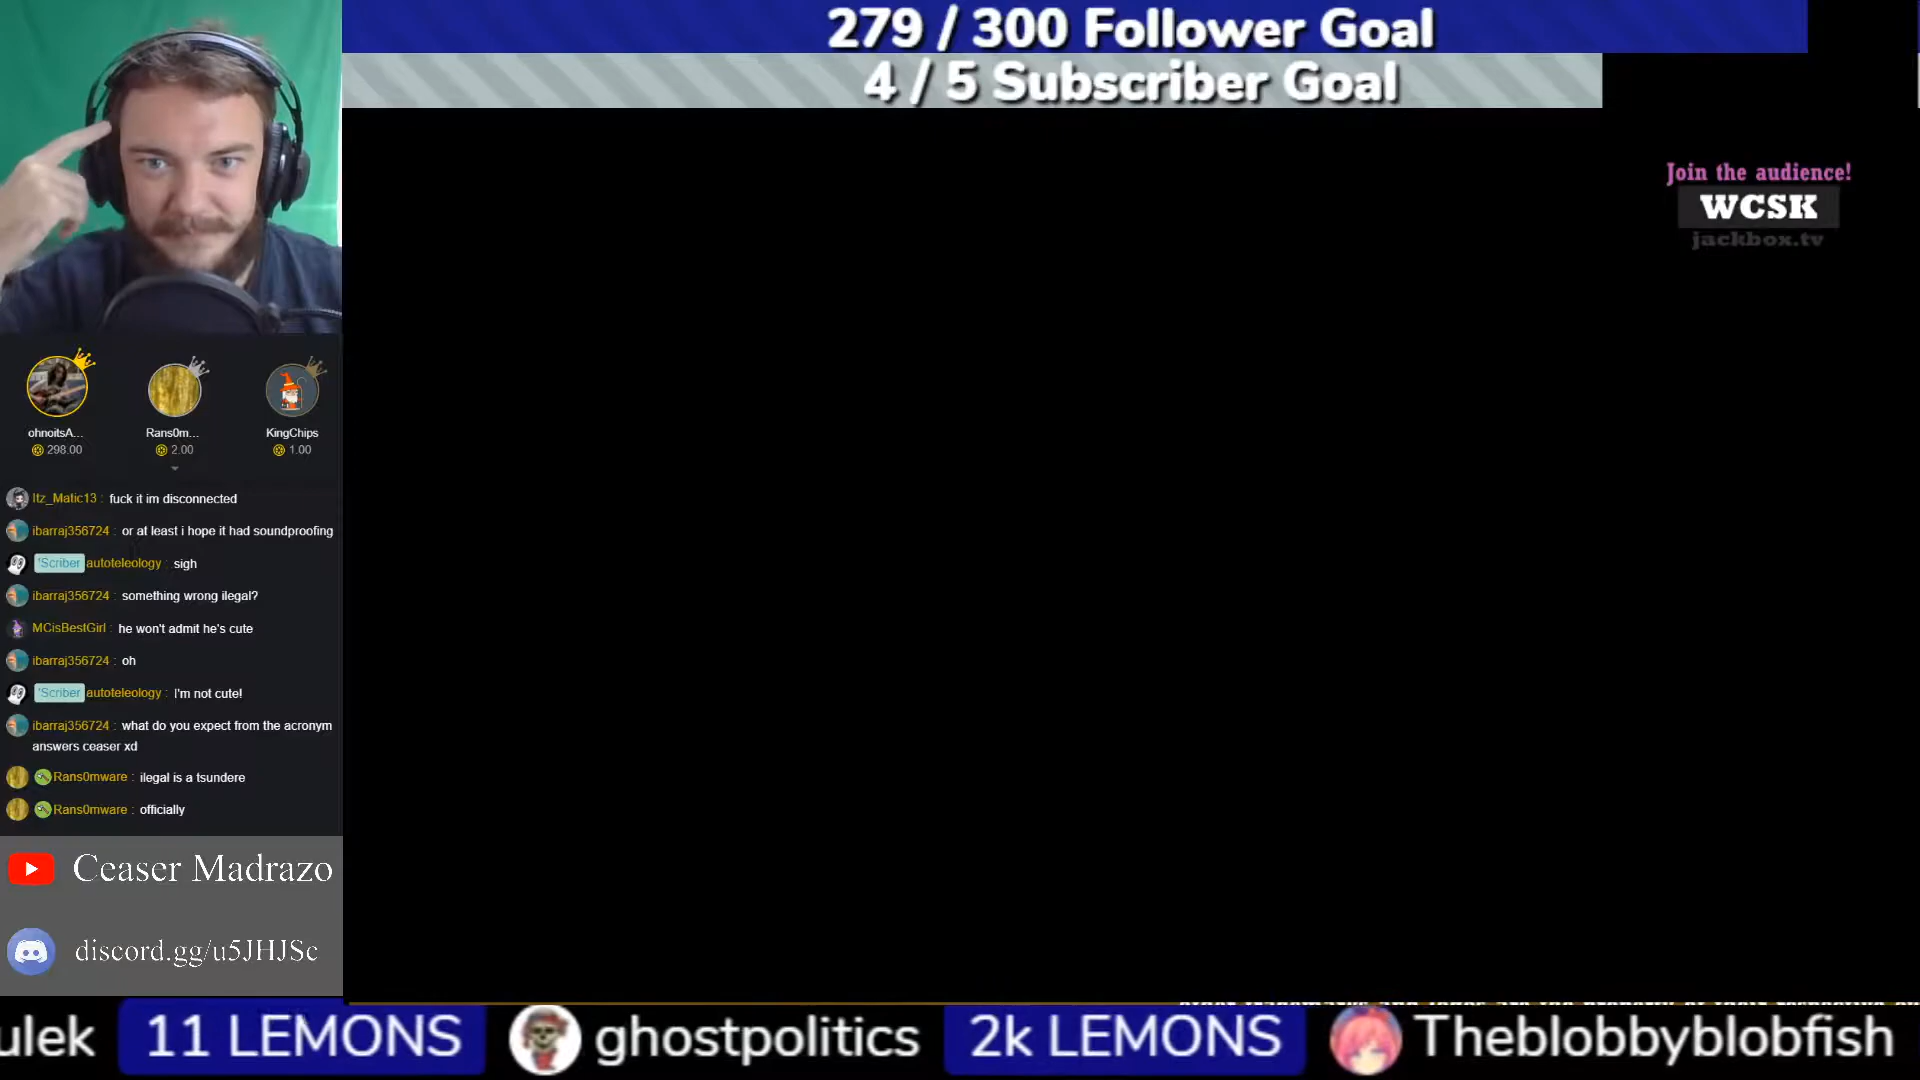 279 / 300 Follower Goal
4 / 5 Subscriber Goal
Join the audience!
WCSK
jackbox.tv
ohnoitsA...
298.00
Rans0m...
2.00
KingChips
1.00
Itz_Matic13 : fuck it im disconnected
ibarraj356724 : or at least i hope it had soundproofing
'Scriber autoteleology : sigh
ibarraj356724 : something wrong ilegal?
MCisBestGirl : he won't admit he's cute
ibarraj356724 : oh
'Scriber autoteleology : I'm not cute!
ibarraj356724 : what do you expect from the acronym
answers ceaser xd
Rans0mware : ilegal is a tsundere
Rans0mware : officially
Ceaser Madrazo
discord.gg/u5JHJSc
ulek 11 LEMONS ghostpolitics 2k LEMONS Theblobbyblobfish